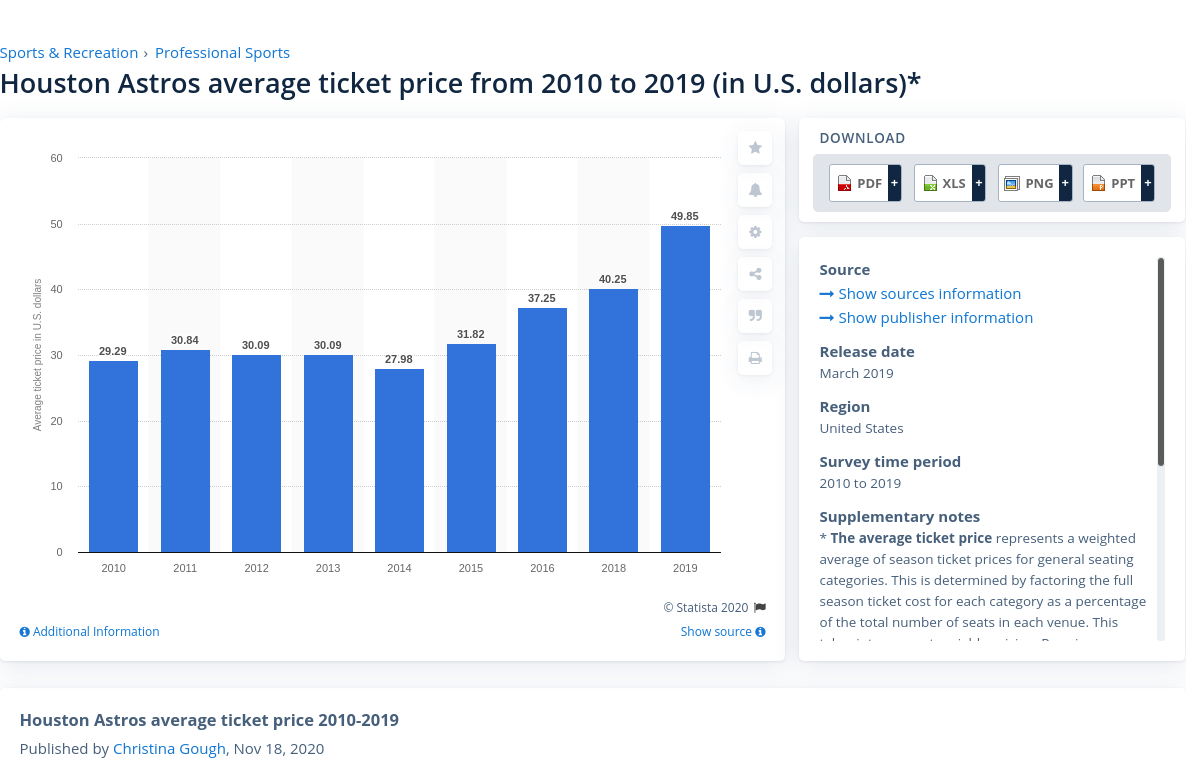 Sports & Recreation › Professional Sports
Houston Astros average ticket price from 2010 to 2019 (in U.S. dollars)*
Average ticket price in U.S. dollars
60
50
40
30
20
10
0
29.29
30.84
30.09
30.09
27.98
31.82
37.25
40.25
49.85
2010 2011 2012 2013 2014 2015 2016 2018 2019
© Statista 2020
Additional Information
Show source
DOWNLOAD
PDF + XLS + PNG + PPT +
Source
Show sources information
Show publisher information
Release date
March 2019
Region
United States
Survey time period
2010 to 2019
Supplementary notes
* The average ticket price represents a weighted
average of season ticket prices for general seating
categories. This is determined by factoring the full
season ticket cost for each category as a percentage
of the total number of seats in each venue. This
Houston Astros average ticket price 2010-2019
Published by Christina Gough, Nov 18, 2020